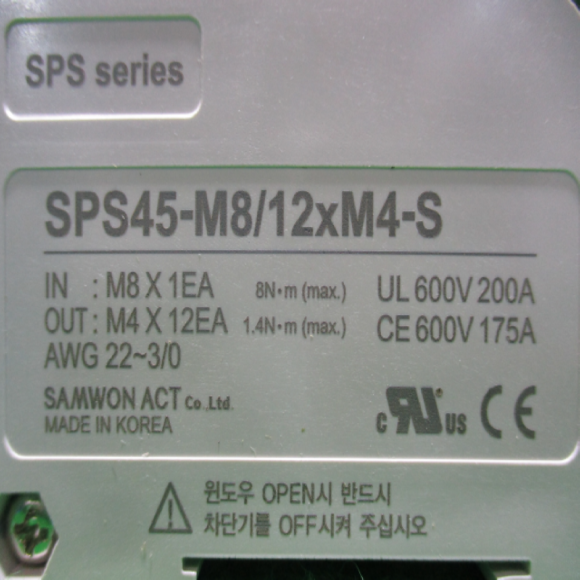 SPS series
SPS45-M8/12xM4-S
IN : M8 X 1EA 8N·m (max.) UL 600V 200A
OUT : M4 X 12EA 1.4N·m (max.) CE 600V 175A
AWG 22~3/0
SAMWON ACT Co.,Ltd.
MADE IN KOREA
c RU us CE
윈도우 OPEN시 반드시
차단기를 OFF시켜 주십시오